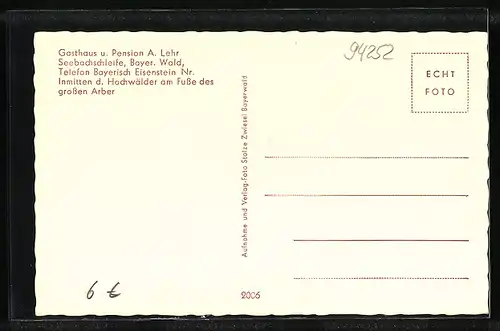 Gasthaus u. Pension A. Lehr
Seebachschleife, Bayer. Wald,
Telefon Bayerisch Eisenstein Nr.
Inmitten d. Hochwälder am Fuße des
großen Arber
94252
ECHT
FOTO
Aufnahme und Verlag-Foto Stolze Zwiesel Bayerwald
6 €
2006